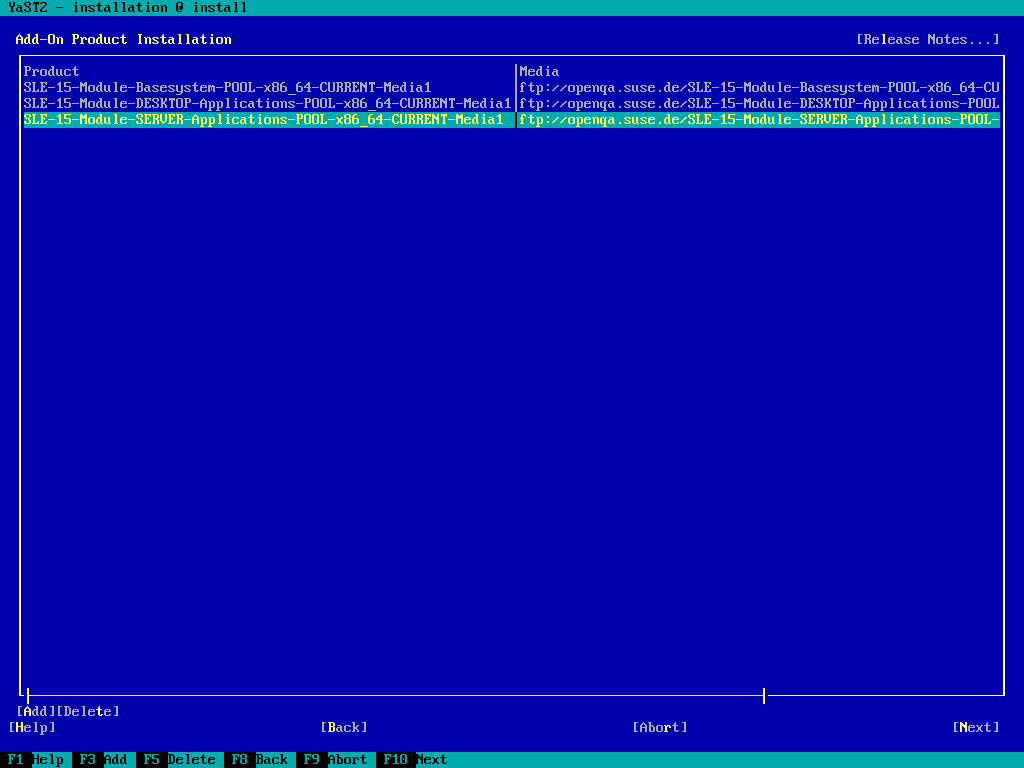 YaST2 - installation @ install
Add-On Product Installation [Release Notes...]
Product Media
SLE-15-Module-Basesystem-POOL-x86_64-CURRENT-Media1 ftp://openqa.suse.de/SLE-15-Module-Basesystem-POOL-x86_64-CU
SLE-15-Module-DESKTOP-Applications-POOL-x86_64-CURRENT-Media1 ftp://openqa.suse.de/SLE-15-Module-DESKTOP-Applications-POOL
SLE-15-Module-SERVER-Applications-POOL-x86_64-CURRENT-Media1 ftp://openqa.suse.de/SLE-15-Module-SERVER-Applications-POOL-
[Add][Delete]
[Help] [Back] [Abort] [Next]
F1 Help F3 Add F5 Delete F8 Back F9 Abort F10 Next